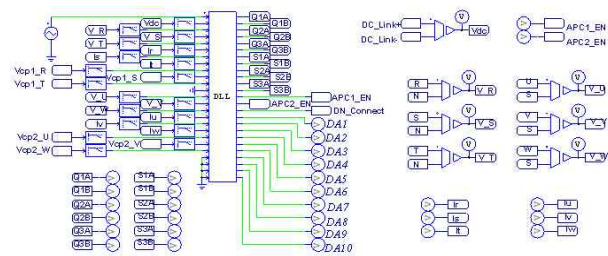 Vdc
V_R
V_S
V_T
Ir
Is
It
Vcp1_R
Vcp1_S
Vcp1_T
V_U
V_V
V_W
Iu
Iv
Iw
Vcp2_U
Vcp2_V
Vcp2_W
DLL
Q1A
Q1B
Q2A
Q2B
Q3A
Q3B
S1A
S1B
S2A
S2B
S3A
S3B
APC1_EN
APC2_EN
DN_Connect
DA1
DA2
DA3
DA4
DA5
DA6
DA7
DA8
DA9
DA10
Q1A
Q1B
Q2A
Q2B
Q3A
Q3B
S1A
S1B
S2A
S2B
S3A
S3B
DC_Link+
DC_Link-
V
Vdc
APC1_EN
APC2_EN
R
N
V
V_R
S
N
V
V_S
T
N
V
V_T
U
S
V
V_U
V
S
V
V_V
W
S
V
V_W
Ir
Is
It
Iu
Iv
Iw